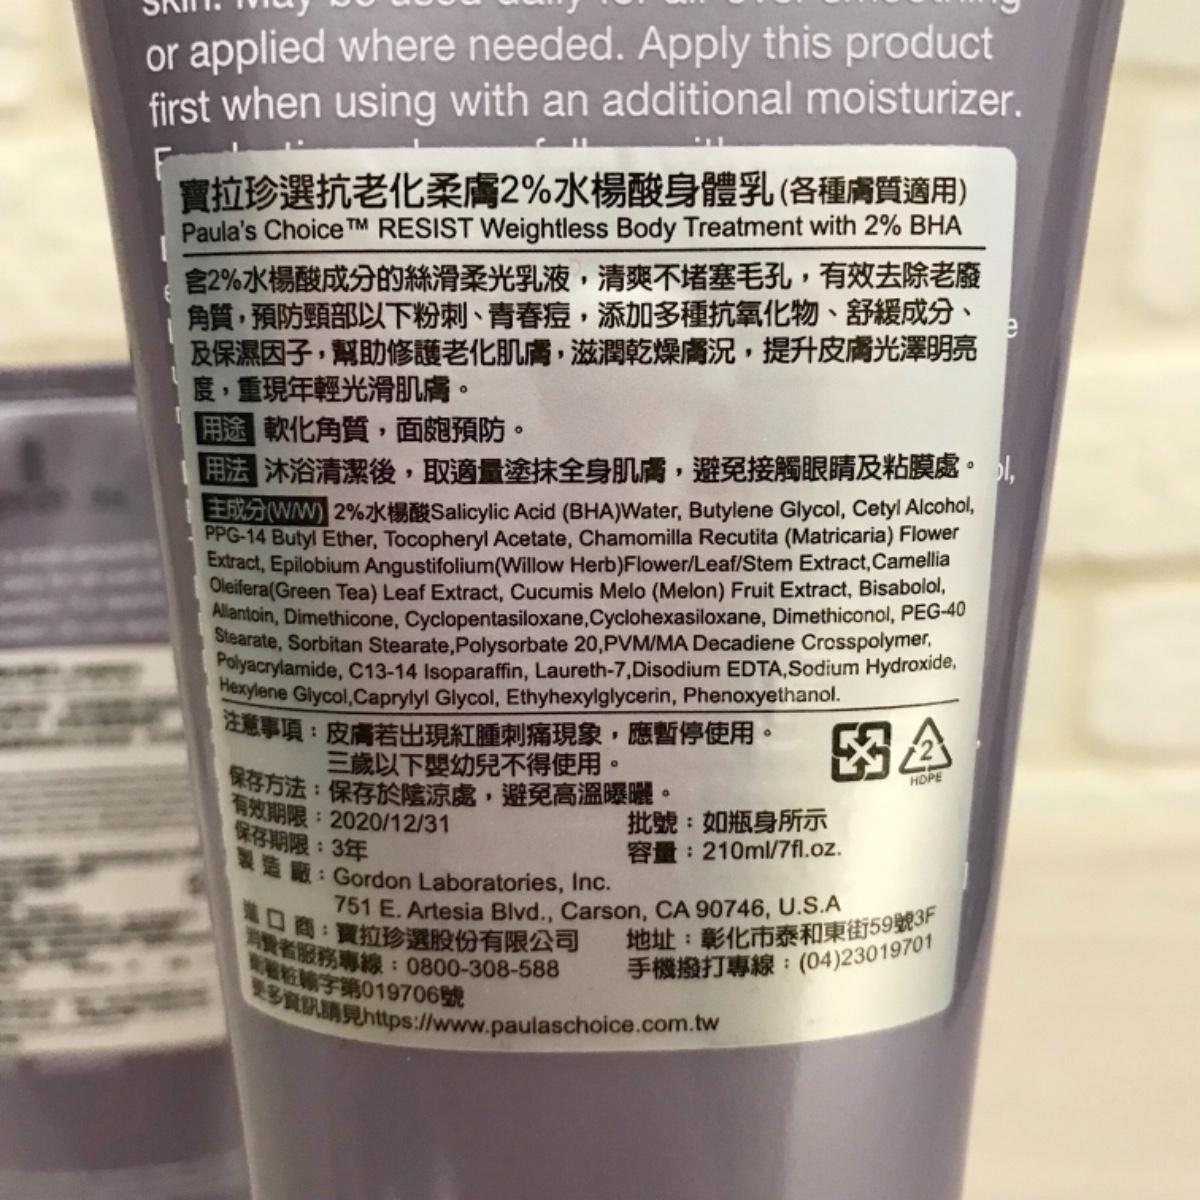 skin. May be used daily for all over smoothing
or applied where needed. Apply this product
first when using with an additional moisturizer.
寶拉珍選抗老化柔膚2%水楊酸身體乳(各種膚質適用)
Paula's Choice™ RESIST Weightless Body Treatment with 2% BHA
含2%水楊酸成分的絲滑柔光乳液，清爽不堵塞毛孔，有效去除老廢
角質，預防頸部以下粉刺、青春痘，添加多種抗氧化物、舒緩成分、
及保濕因子，幫助修護老化肌膚，滋潤乾燥膚況，提升皮膚光澤明亮
度，重現年輕光滑肌膚。
用途 軟化角質，面皰預防。
用法 沐浴清潔後，取適量塗抹全身肌膚，避免接觸眼睛及粘膜處。
主成分(W/W) 2%水楊酸Salicylic Acid (BHA)Water, Butylene Glycol, Cetyl Alcohol,
PPG-14 Butyl Ether, Tocopheryl Acetate, Chamomilla Recutita (Matricaria) Flower
Extract, Epilobium Angustifolium(Willow Herb)Flower/Leaf/Stem Extract,Camellia
Oleifera(Green Tea) Leaf Extract, Cucumis Melo (Melon) Fruit Extract, Bisabolol,
Allantoin, Dimethicone, Cyclopentasiloxane,Cyclohexasiloxane, Dimethiconol, PEG-40
Stearate, Sorbitan Stearate,Polysorbate 20,PVM/MA Decadiene Crosspolymer,
Polyacrylamide, C13-14 Isoparaffin, Laureth-7,Disodium EDTA,Sodium Hydroxide,
Hexylene Glycol,Caprylyl Glycol, Ethyhexylglycerin, Phenoxyethanol.
注意事項：皮膚若出現紅腫刺痛現象，應暫停使用。
三歲以下嬰幼兒不得使用。
2
HDPE
保存方法：保存於陰涼處，避免高溫曝曬。
有效期限：2020/12/31 批號：如瓶身所示
保存期限：3年 容量：210ml/7fl.oz.
製造廠：Gordon Laboratories, Inc.
751 E. Artesia Blvd., Carson, CA 90746, U.S.A
進口商：寶拉珍選股份有限公司 地址：彰化市泰和東街59號3F
消費者服務專線：0800-308-588 手機撥打專線：(04)23019701
衛署粧輸字第019706號
更多資訊請見https://www.paulaschoice.com.tw